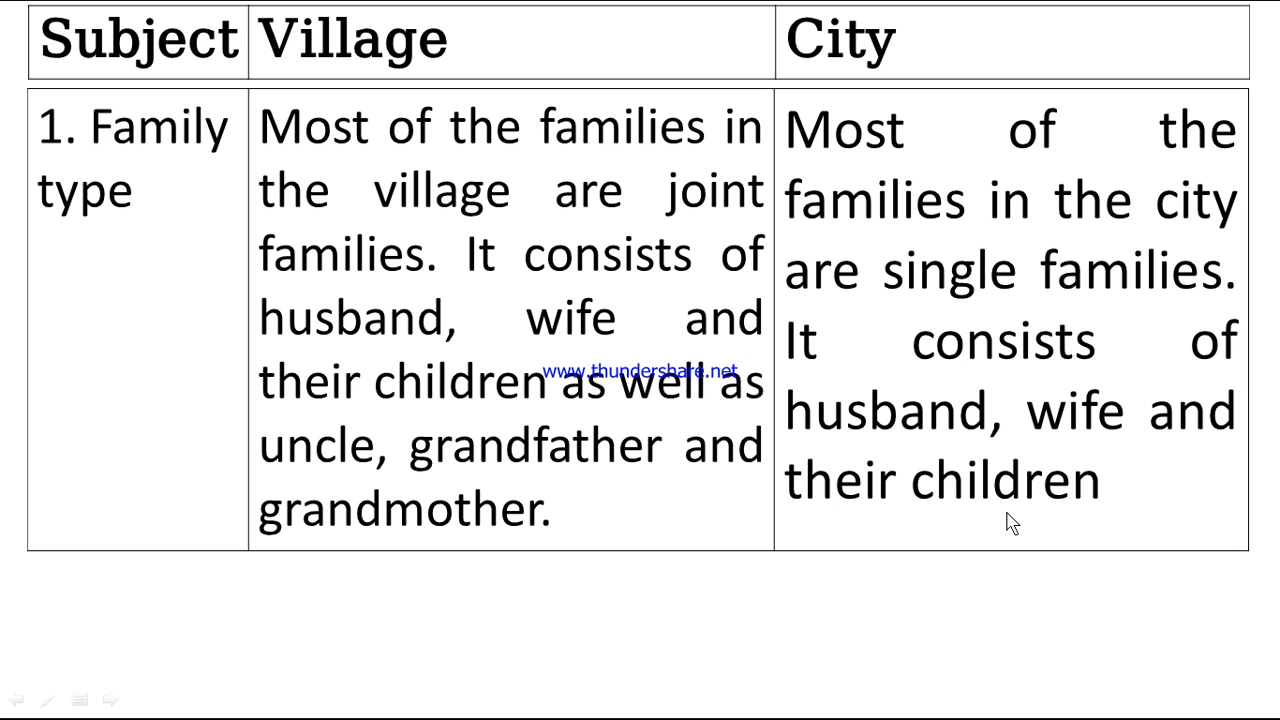 Subject Village City
1. Family
type
Most of the families in
the village are joint
families. It consists of
husband, wife and
their children as well as
uncle, grandfather and
grandmother.
Most of the
families in the city
are single families.
It consists of
husband, wife and
their children
www.thundershare.net